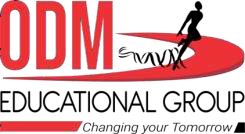 ODM
EDUCATIONAL GROUP
Changing your Tomorrow